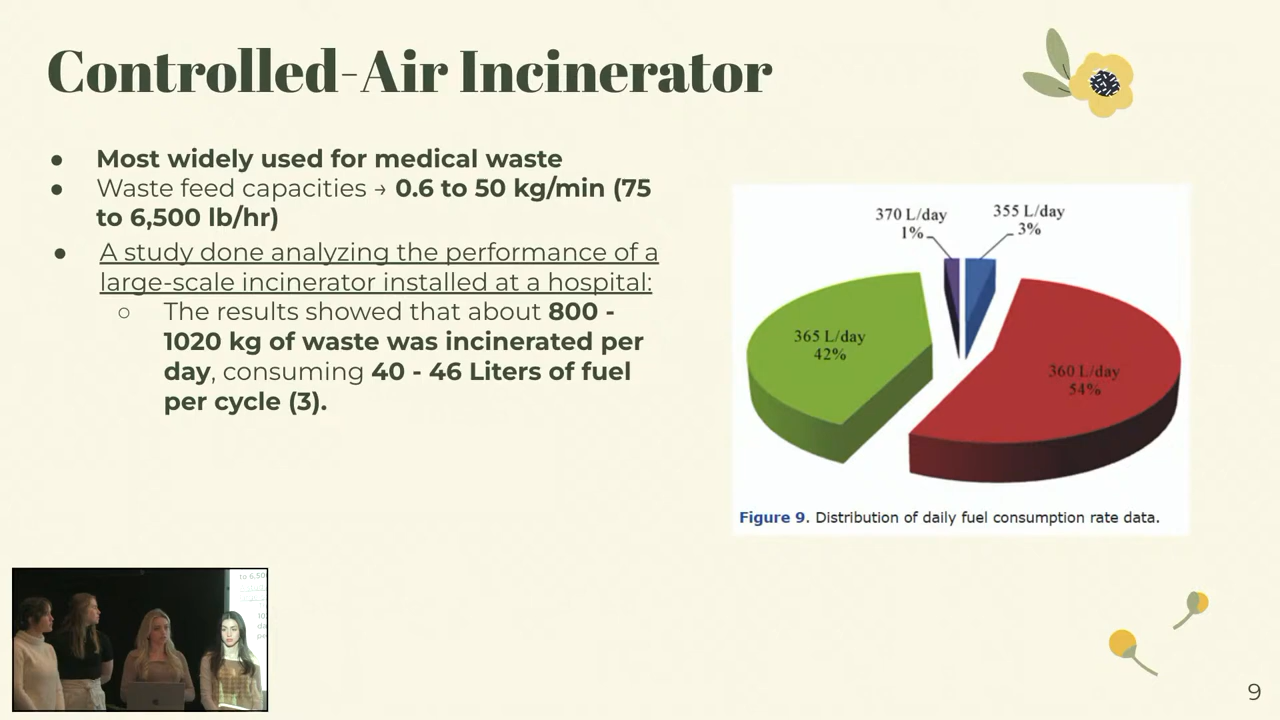 Controlled-Air Incinerator
● Most widely used for medical waste
● Waste feed capacities → 0.6 to 50 kg/min (75
to 6,500 lb/hr)
● A study done analyzing the performance of a
large-scale incinerator installed at a hospital:
○ The results showed that about 800 -
1020 kg of waste was incinerated per
day, consuming 40 - 46 Liters of fuel
per cycle (3).
370 L/day
1%
355 L/day
3%
365 L/day
42%
360 L/day
54%
Figure 9. Distribution of daily fuel consumption rate data.
to 6,50
9